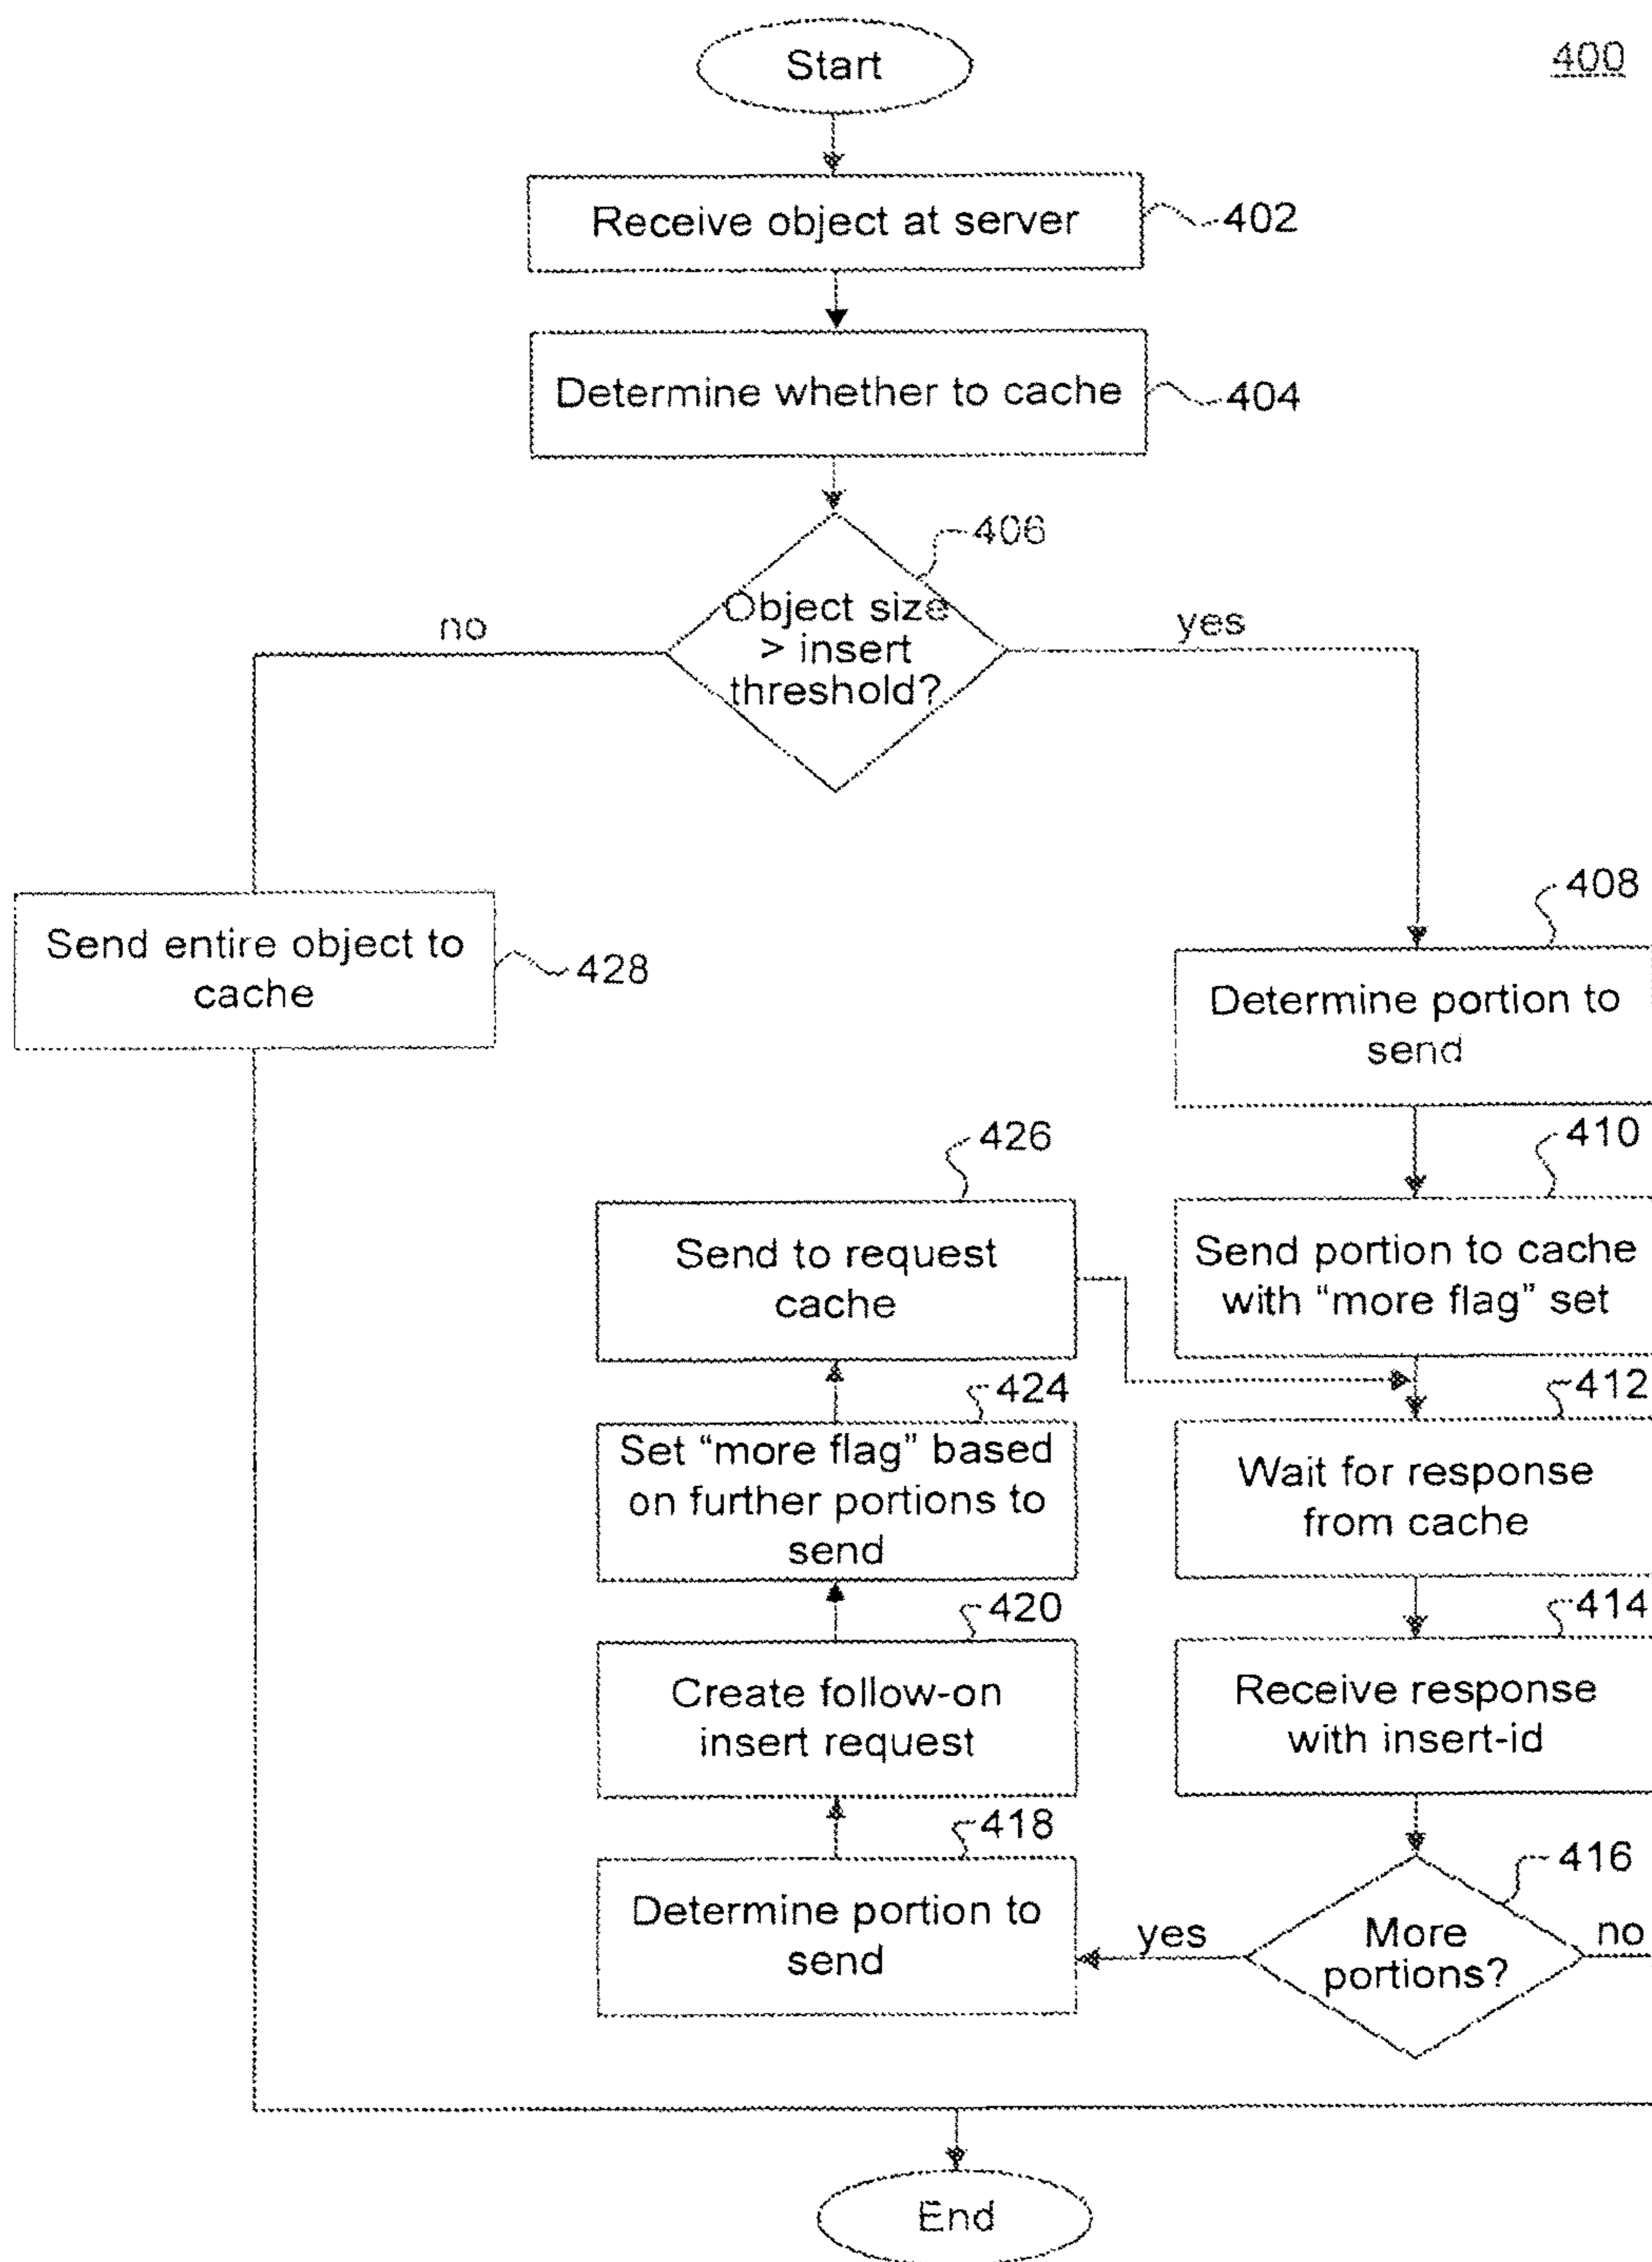 400
Start
Receive object at server
402
Determine whether to cache
404
406
Object size
> insert
threshold?
no
yes
Send entire object to
cache
428
408
Determine portion to
send
410
Send portion to cache
with “more flag” set
412
Wait for response
from cache
414
Receive response
with insert-id
416
More
portions?
yes
no
418
Determine portion to
send
420
Create follow-on
insert request
424
Set “more flag” based
on further portions to
send
426
Send to request
cache
End